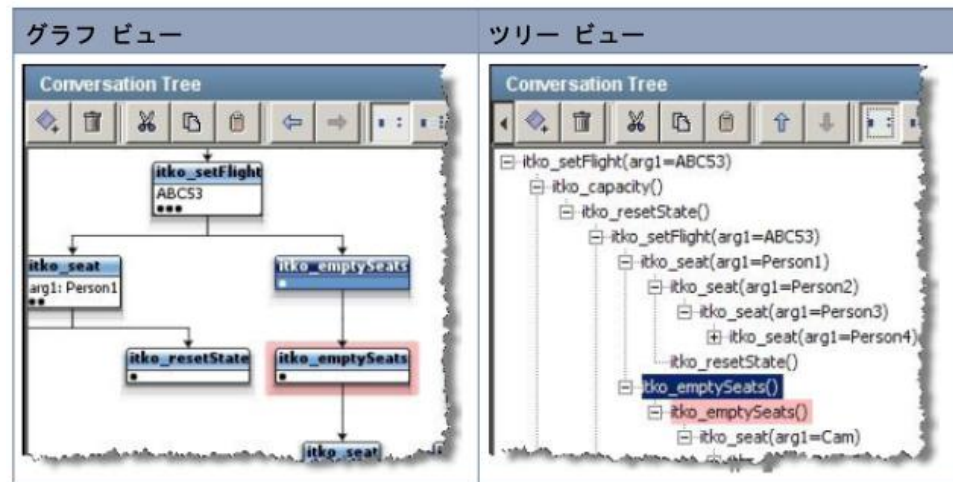 グラフ ビュー
ツリー ビュー
Conversation Tree
itko_setFlight
ABC53
itko_seat
arg1: Person1
itko_emptySeats
itko_resetState
itko_emptySeats
itko_seat
Conversation Tree
itko_setFlight(arg1=ABC53)
itko_capacity()
itko_resetState()
itko_setFlight(arg1=ABC53)
itko_seat(arg1=Person1)
itko_seat(arg1=Person2)
itko_seat(arg1=Person3)
itko_seat(arg1=Person4)
itko_resetState()
itko_emptySeats()
itko_emptySeats()
itko_seat(arg1=Cam)